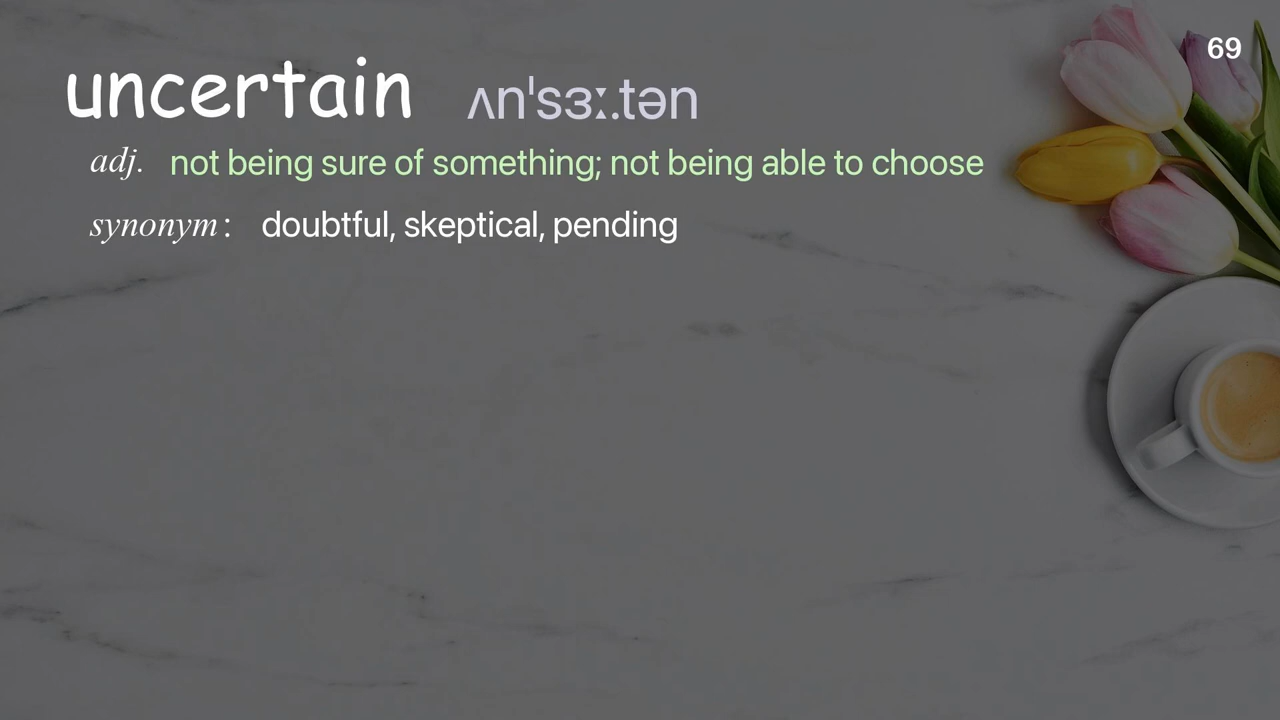 69
uncertain ʌnˈsɜː.tən
adj. not being sure of something; not being able to choose
synonym: doubtful, skeptical, pending